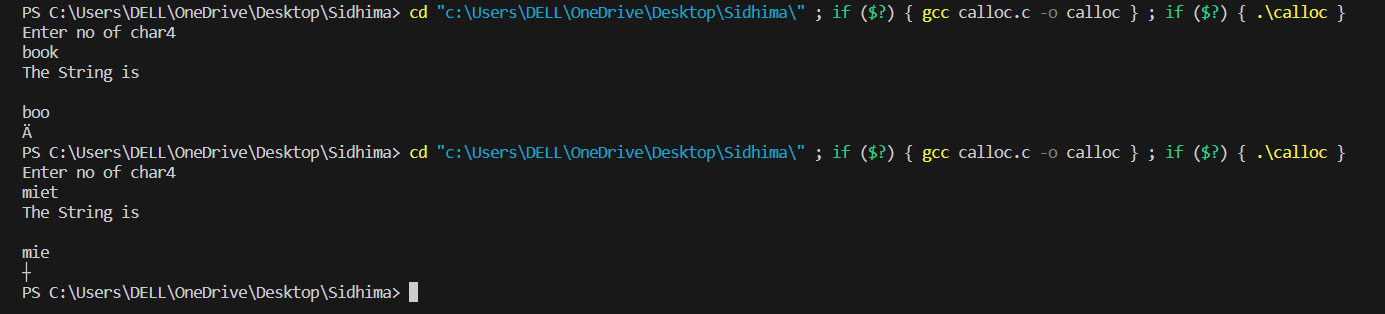 PS C:\Users\DELL\OneDrive\Desktop\Sidhima> cd "c:\Users\DELL\OneDrive\Desktop\Sidhima\" ; if ($?) { gcc calloc.c -o calloc } ; if ($?) { .\calloc }
Enter no of char4
book
The String is

boo
Ä
PS C:\Users\DELL\OneDrive\Desktop\Sidhima> cd "c:\Users\DELL\OneDrive\Desktop\Sidhima\" ; if ($?) { gcc calloc.c -o calloc } ; if ($?) { .\calloc }
Enter no of char4
miet
The String is

mie
┼
PS C:\Users\DELL\OneDrive\Desktop\Sidhima>